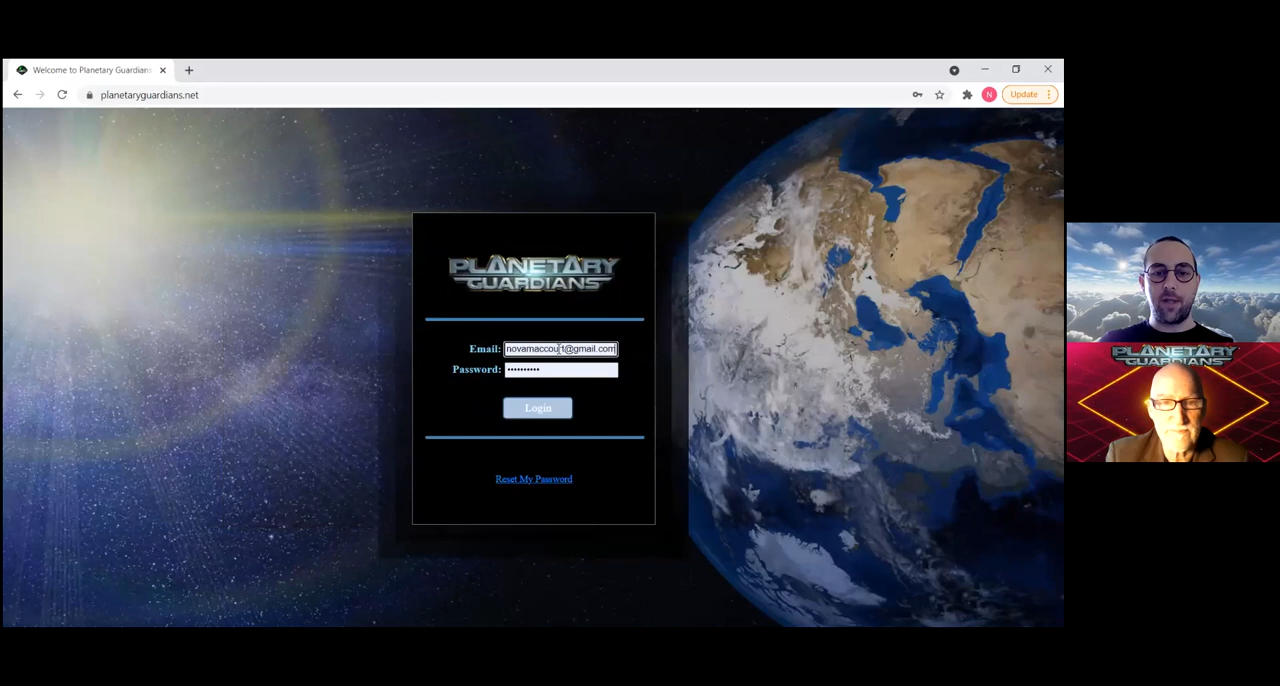 Welcome to Planetary Guardians
planetaryguardians.net
N
Update
PLANETARY
GUARDIANS
Email: novamaccourt@gmail.com
Password: ••••••••••
Login
Reset My Password
PLANETARY
GUARDIANS